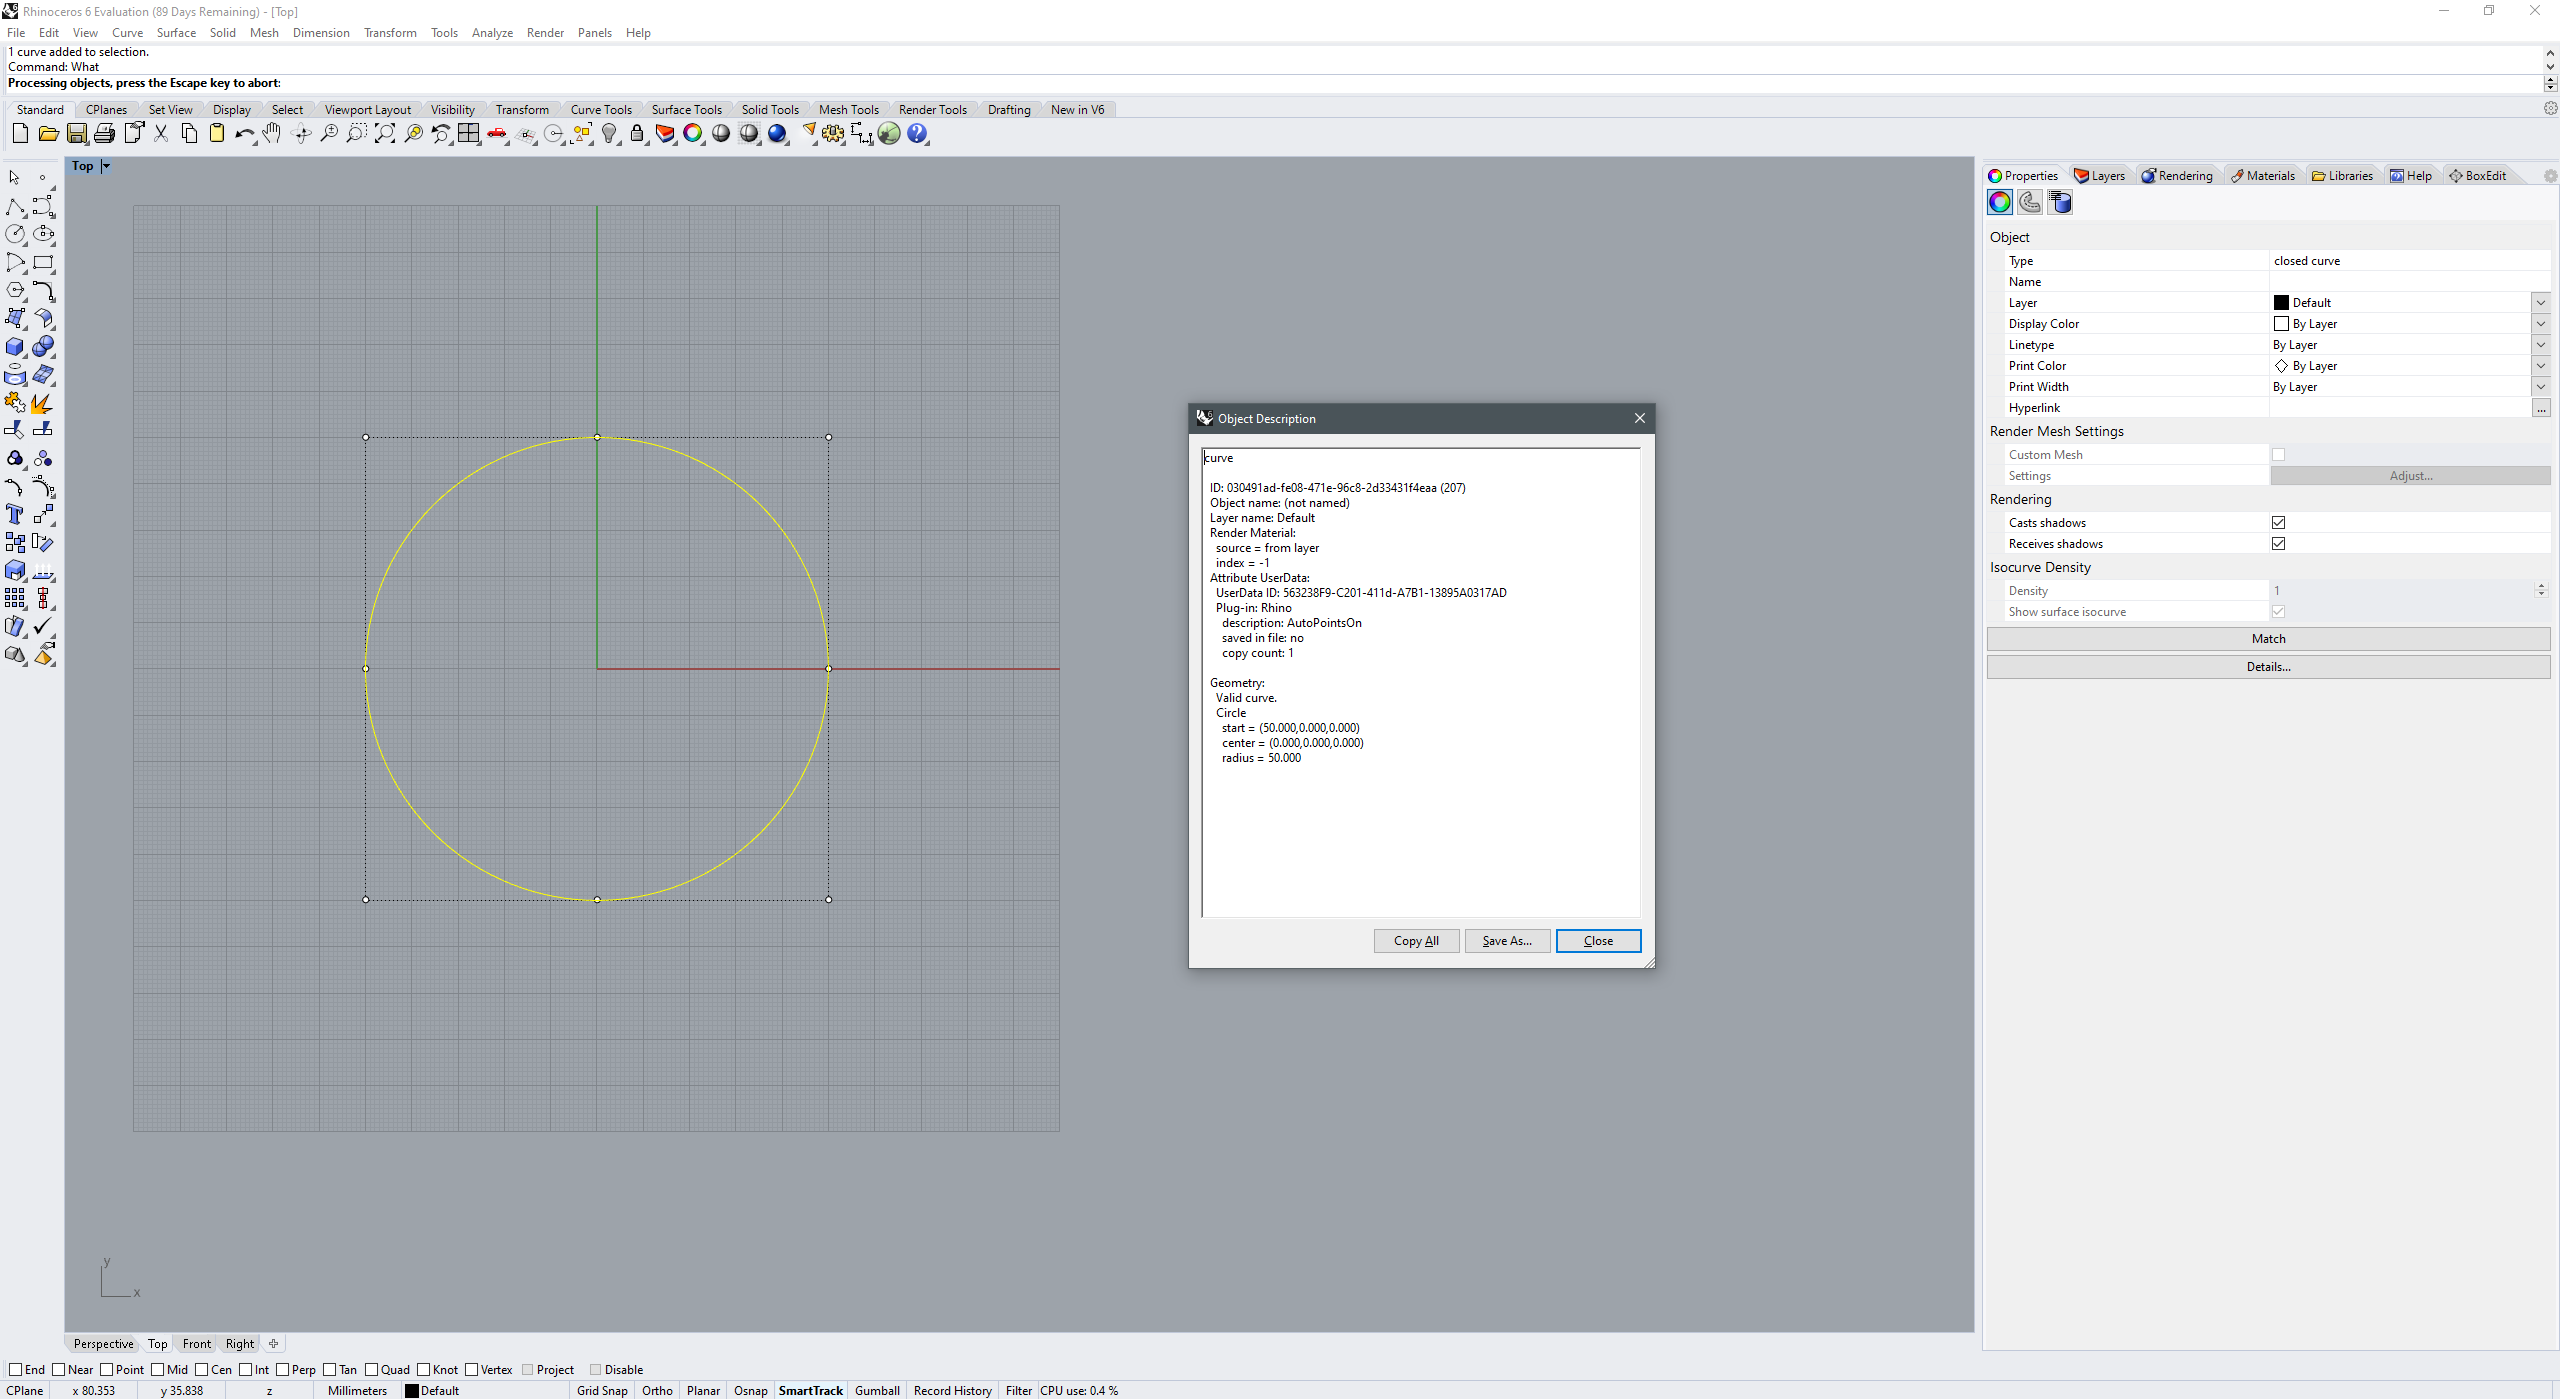 Rhinoceros 6 Evaluation (89 Days Remaining) - [Top]
File Edit View Curve Surface Solid Mesh Dimension Transform Tools Analyze Render Panels Help
1 curve added to selection.
Command: What
Processing objects, press the Escape key to abort:
Standard CPlanes Set View Display Select Viewport Layout Visibility Transform Curve Tools Surface Tools Solid Tools Mesh Tools Render Tools Drafting New in V6
Top
Properties Layers Rendering Materials Libraries Help BoxEdit
Object
Type closed curve
Name
Layer Default
Display Color By Layer
Linetype By Layer
Print Color By Layer
Print Width By Layer
Hyperlink ...
Render Mesh Settings
Custom Mesh
Settings Adjust...
Rendering
Casts shadows
Receives shadows
Isocurve Density
Density 1
Show surface isocurve
Match
Details...
Object Description
curve
ID: 030491ad-fe08-471e-96c8-2d33431f4eaa (207)
Object name: (not named)
Layer name: Default
Render Material:
source = from layer
index = -1
Attribute UserData:
UserData ID: 563238F9-C201-411d-A7B1-13895A0317AD
Plug-in: Rhino
description: AutoPointsOn
saved in file: no
copy count: 1
Geometry:
Valid curve.
Circle
start = (50.000,0.000,0.000)
center = (0.000,0.000,0.000)
radius = 50.000
Copy All Save As... Close
y
x
Perspective Top Front Right
End Near Point Mid Cen Int Perp Tan Quad Knot Vertex Project Disable
CPlane x 80.353 y 35.838 z Millimeters Default Grid Snap Ortho Planar Osnap SmartTrack Gumball Record History Filter CPU use: 0.4 %